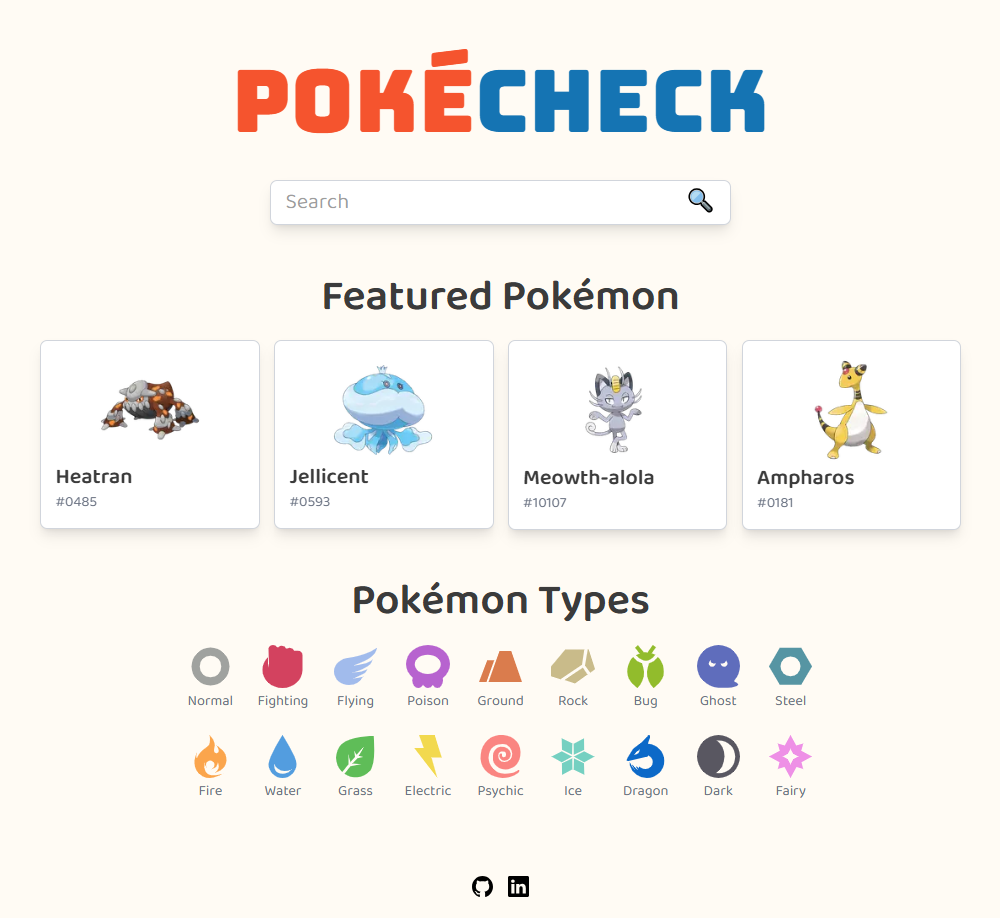 POKÉCHECK
Search
Featured Pokémon
Heatran
#0485
Jellicent
#0593
Meowth-alola
#10107
Ampharos
#0181
Pokémon Types
Normal Fighting Flying Poison Ground Rock Bug Ghost Steel
Fire Water Grass Electric Psychic Ice Dragon Dark Fairy
in